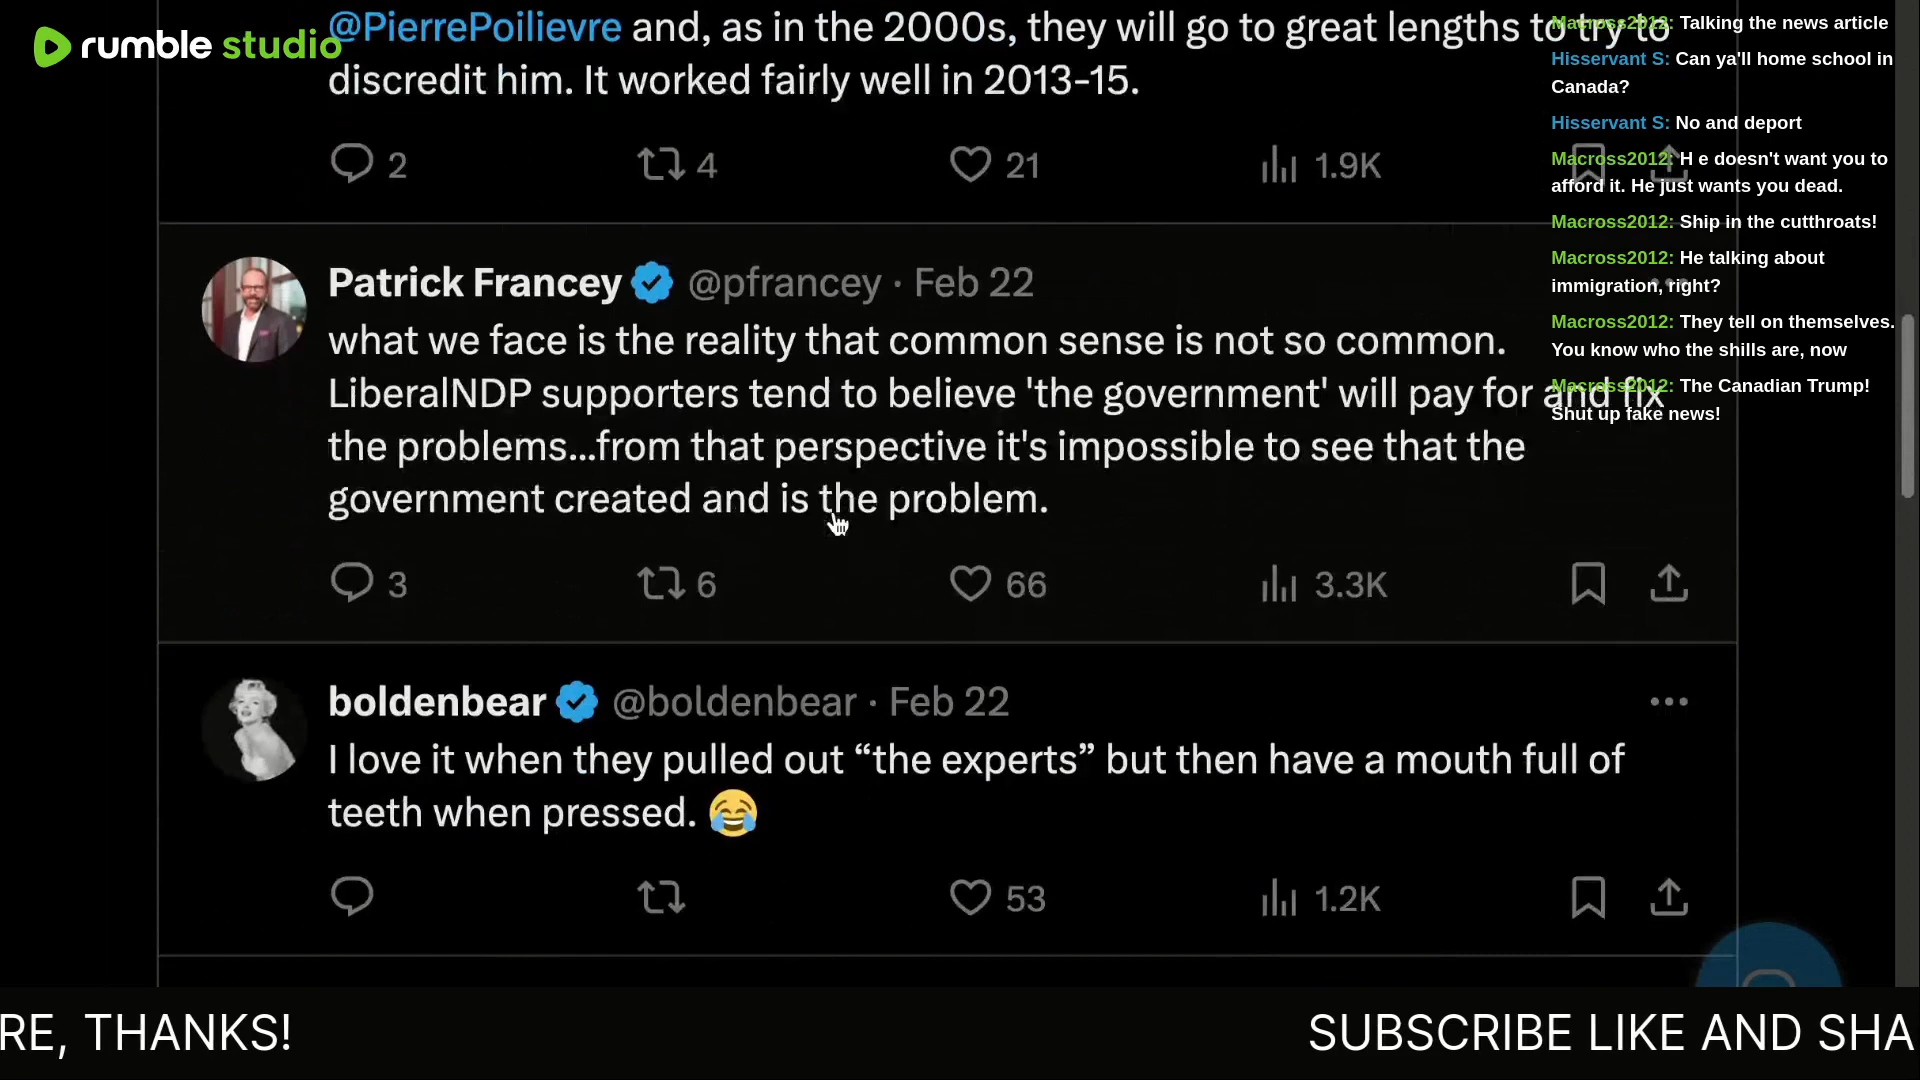 rumble studio
@PierrePoilievre and, as in the 2000s, they will go to great lengths to try to
discredit him. It worked fairly well in 2013-15.
2 4 21 1.9K
Patrick Francey @pfrancey · Feb 22
what we face is the reality that common sense is not so common.
LiberalNDP supporters tend to believe 'the government' will pay for and fix
the problems...from that perspective it's impossible to see that the
government created and is the problem.
3 6 66 3.3K
boldenbear @boldenbear · Feb 22
I love it when they pulled out “the experts” but then have a mouth full of
teeth when pressed. 😂
53 1.2K
Macross2012: Talking the news article
Hisservant S: Can ya'll home school in
Canada?
Hisservant S: No and deport
Macross2012: H e doesn't want you to
afford it. He just wants you dead.
Macross2012: Ship in the cutthroats!
Macross2012: He talking about
immigration, right?
Macross2012: They tell on themselves.
You know who the shills are, now
Macross2012: The Canadian Trump!
Shut up fake news!
RE, THANKS! SUBSCRIBE LIKE AND SHA